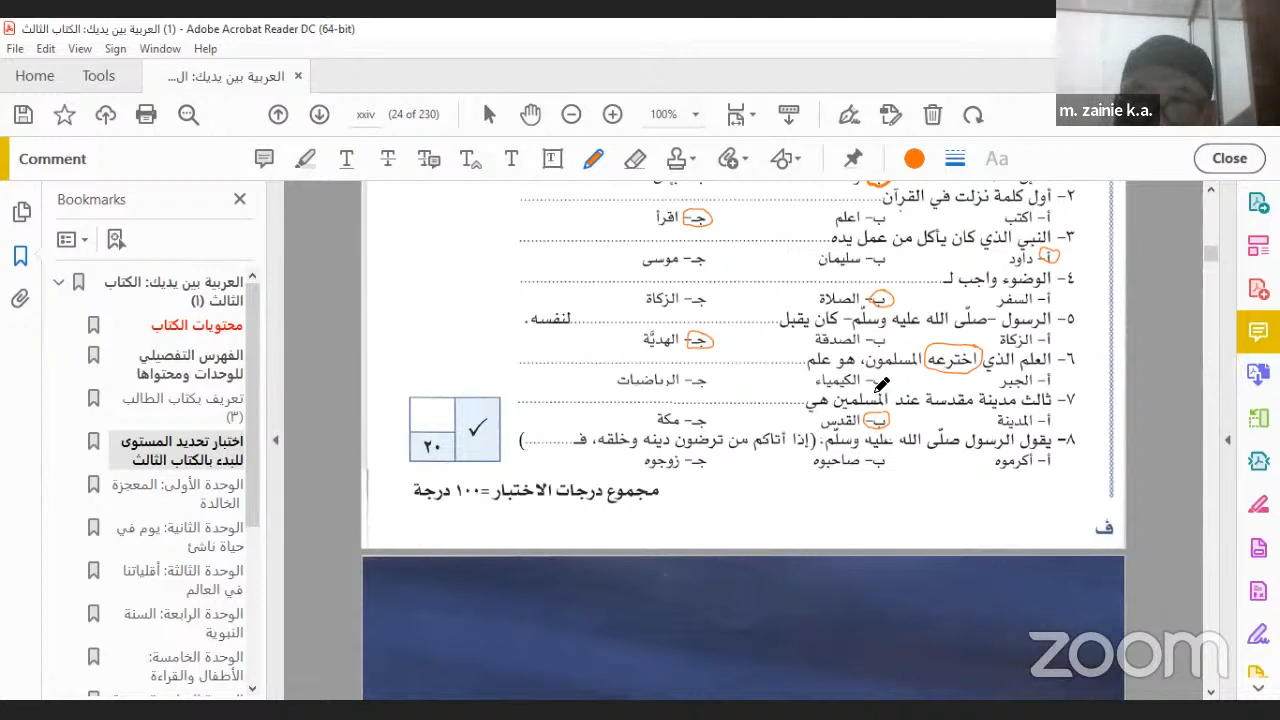 العربية بين يديك: الكتاب الثالث (1) - Adobe Acrobat Reader DC (64-bit)
File Edit View Sign Window Help
Home Tools العربية بين يديك: ال... ×
xxiv (24 of 230) 100%
m. zainie k.a.
Comment
Close
Bookmarks
العربية بين يديك: الكتاب
الثالث (١)
محتويات الكتاب
الفهرس التفصيلي
للوحدات ومحتواها
تعريف بكتاب الطالب
(٣)
اختبار تحديد المستوى
للبدء بالكتاب الثالث
الوحدة الأولى: المعجزة
الخالدة
الوحدة الثانية: يوم في
حياة ناشئ
الوحدة الثالثة: أقلياتنا
في العالم
الوحدة الرابعة: السنة
النبوية
الوحدة الخامسة:
الأطفال والقراءة
٢- أول كلمة نزلت في القرآن
أ- اكتب ب- اعلم جـ- اقرأ
٣- النبي الذي كان يأكل من عمل يده
أ- داود ب- سليمان جـ- موسى
٤- الوضوء واجب لـ
أ- السفر ب- الصلاة جـ- الزكاة
٥- الرسول -صلّى الله عليه وسلّم- كان يقبل ........ لنفسه.
أ- الزكاة ب- الصدقة جـ- الهديَّة
٦- العلم الذي اخترعه المسلمون، هو علم
أ- الجبر ب- الكيمياء جـ- الرياضيات
٧- ثالث مدينة مقدسة عند المسلمين هي
أ- المدينة ب- القدس جـ- مكة
٨- يقول الرسول صلّى الله عليه وسلّم. (إذا أتاكم من ترضون دينه وخلقه، فـ ........)
أ- أكرموه ب- صاحبوه جـ- زوجوه
٢٠
مجموع درجات الاختبار =١٠٠ درجة
ف
zoom